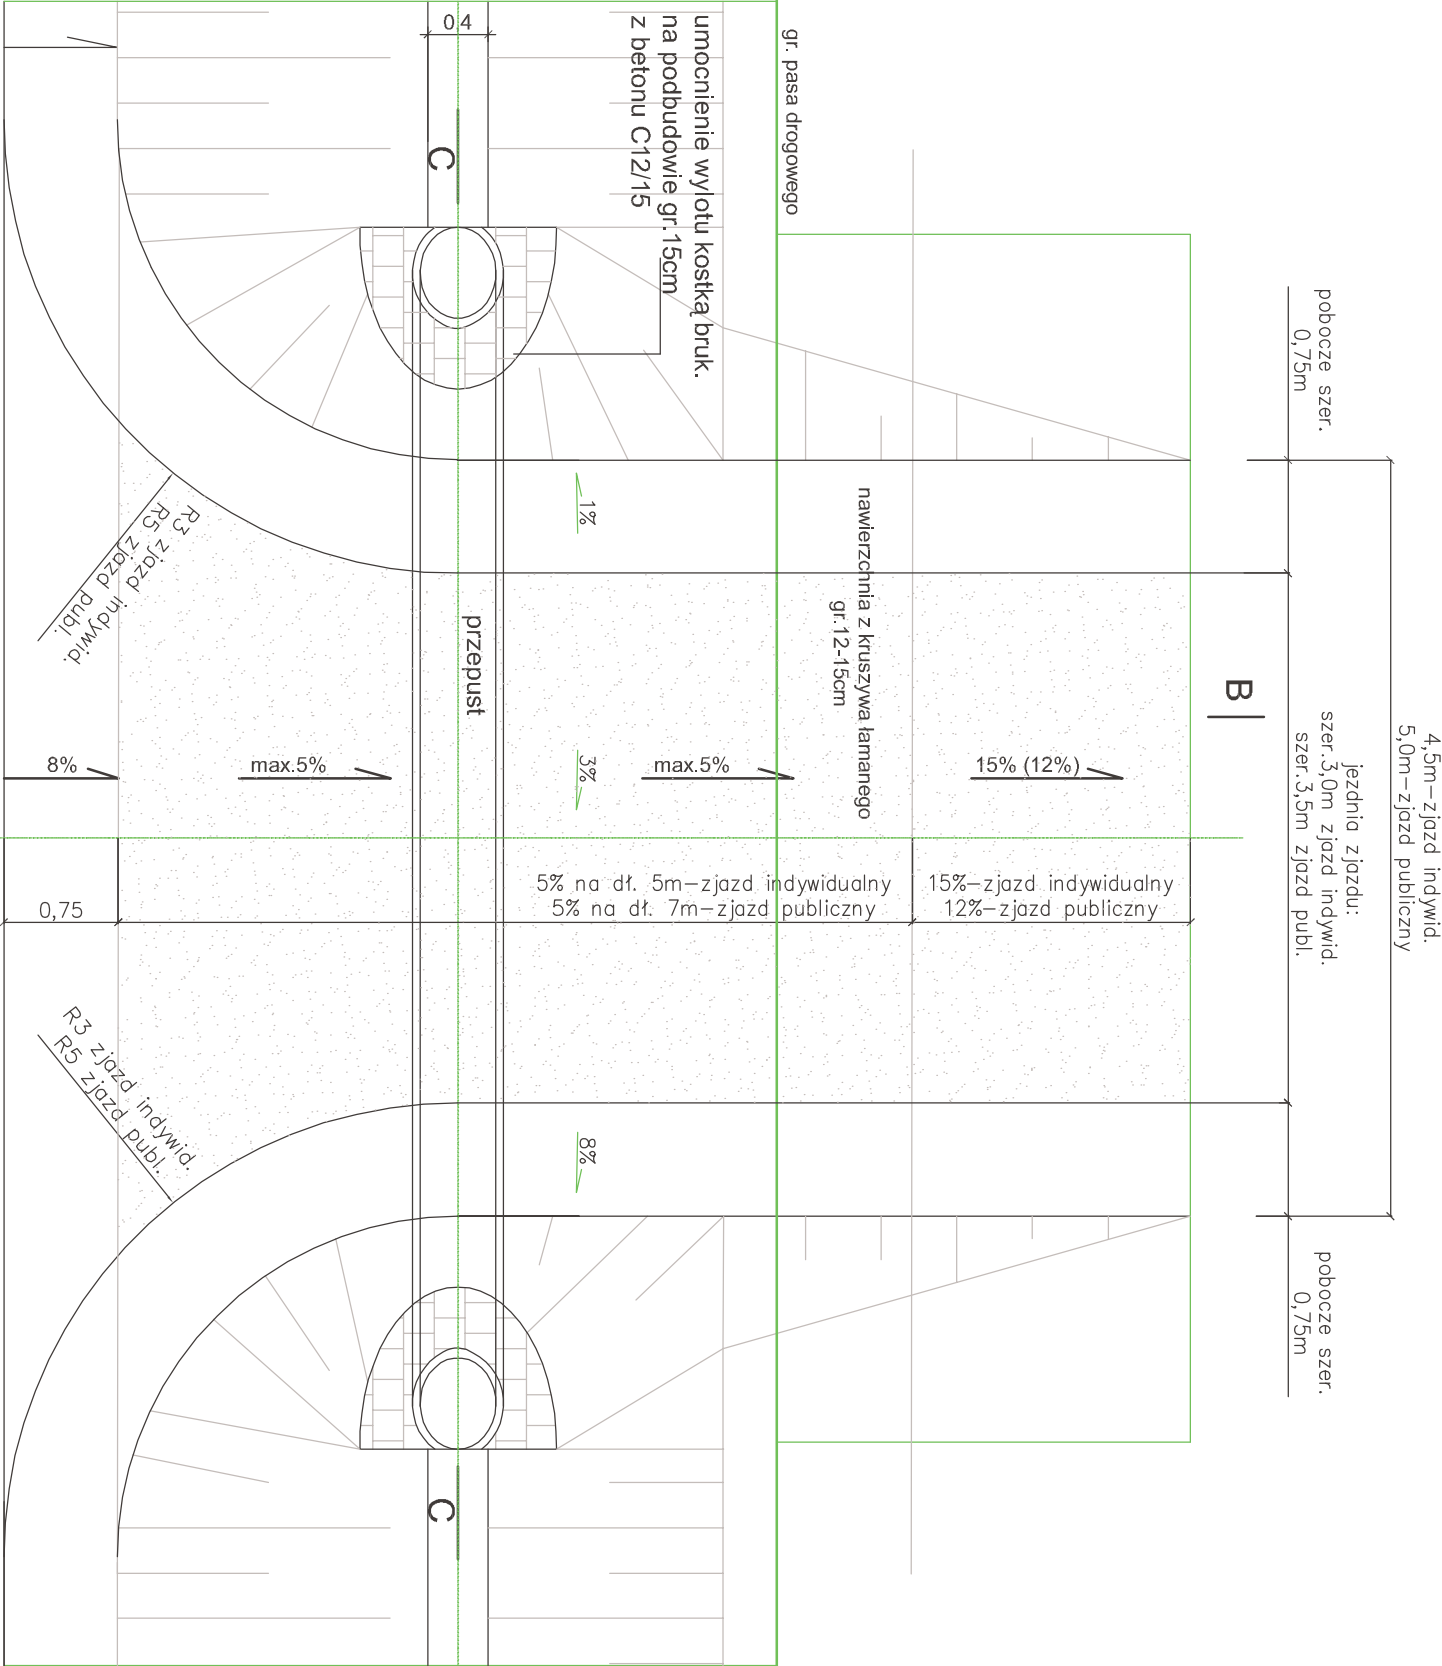 0 4
umocnienie wylotu kostką bruk.
na podbudowie gr.15cm
z betonu C12/15
gr. pasa drogowego
C
pobocze szer.
0,75m
1%
nawierzchnia z kruszywa łamanego
gr.12-15cm
R3 zjazd indywid.
R5 zjazd publ.
przepust
B
4,5m-zjazd indywid.
5,0m-zjazd publiczny
jezdnia zjazdu:
szer.3,0m zjazd indywid.
szer.3,5m zjazd publ.
8%
max.5%
3%
max.5%
15% (12%)
0,75
5% na dł. 5m-zjazd indywidualny
5% na dł. 7m-zjazd publiczny
15%-zjazd indywidualny
12%-zjazd publiczny
R3 zjazd indywid.
R5 zjazd publ.
8%
pobocze szer.
0,75m
C